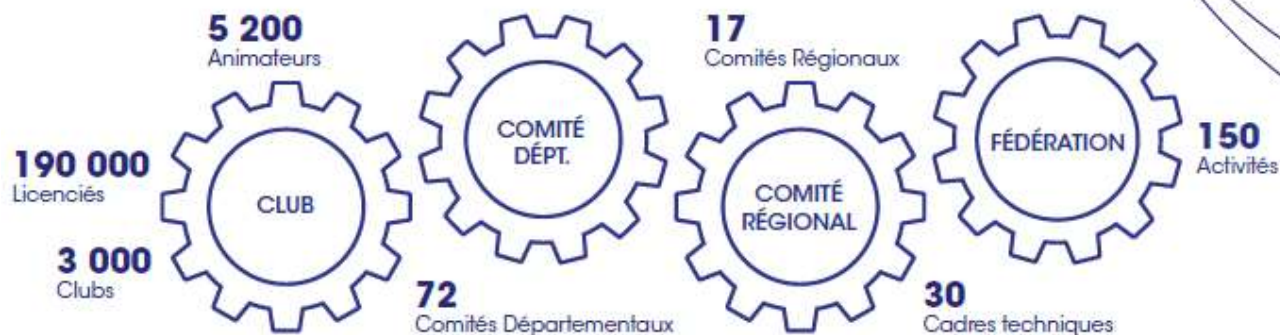 5 200
Animateurs
190 000
Licenciés
3 000
Clubs
CLUB
COMITÉ
DÉPT.
72
Comités Départementaux
17
Comités Régionaux
COMITÉ
RÉGIONAL
30
Cadres techniques
FÉDÉRATION
150
Activités